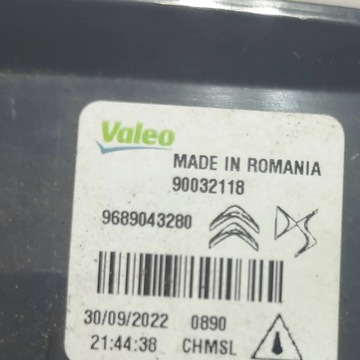 Valeo
MADE IN ROMANIA
90032118
9689043280
30/09/2022 0890
21:44:38 CHMSL